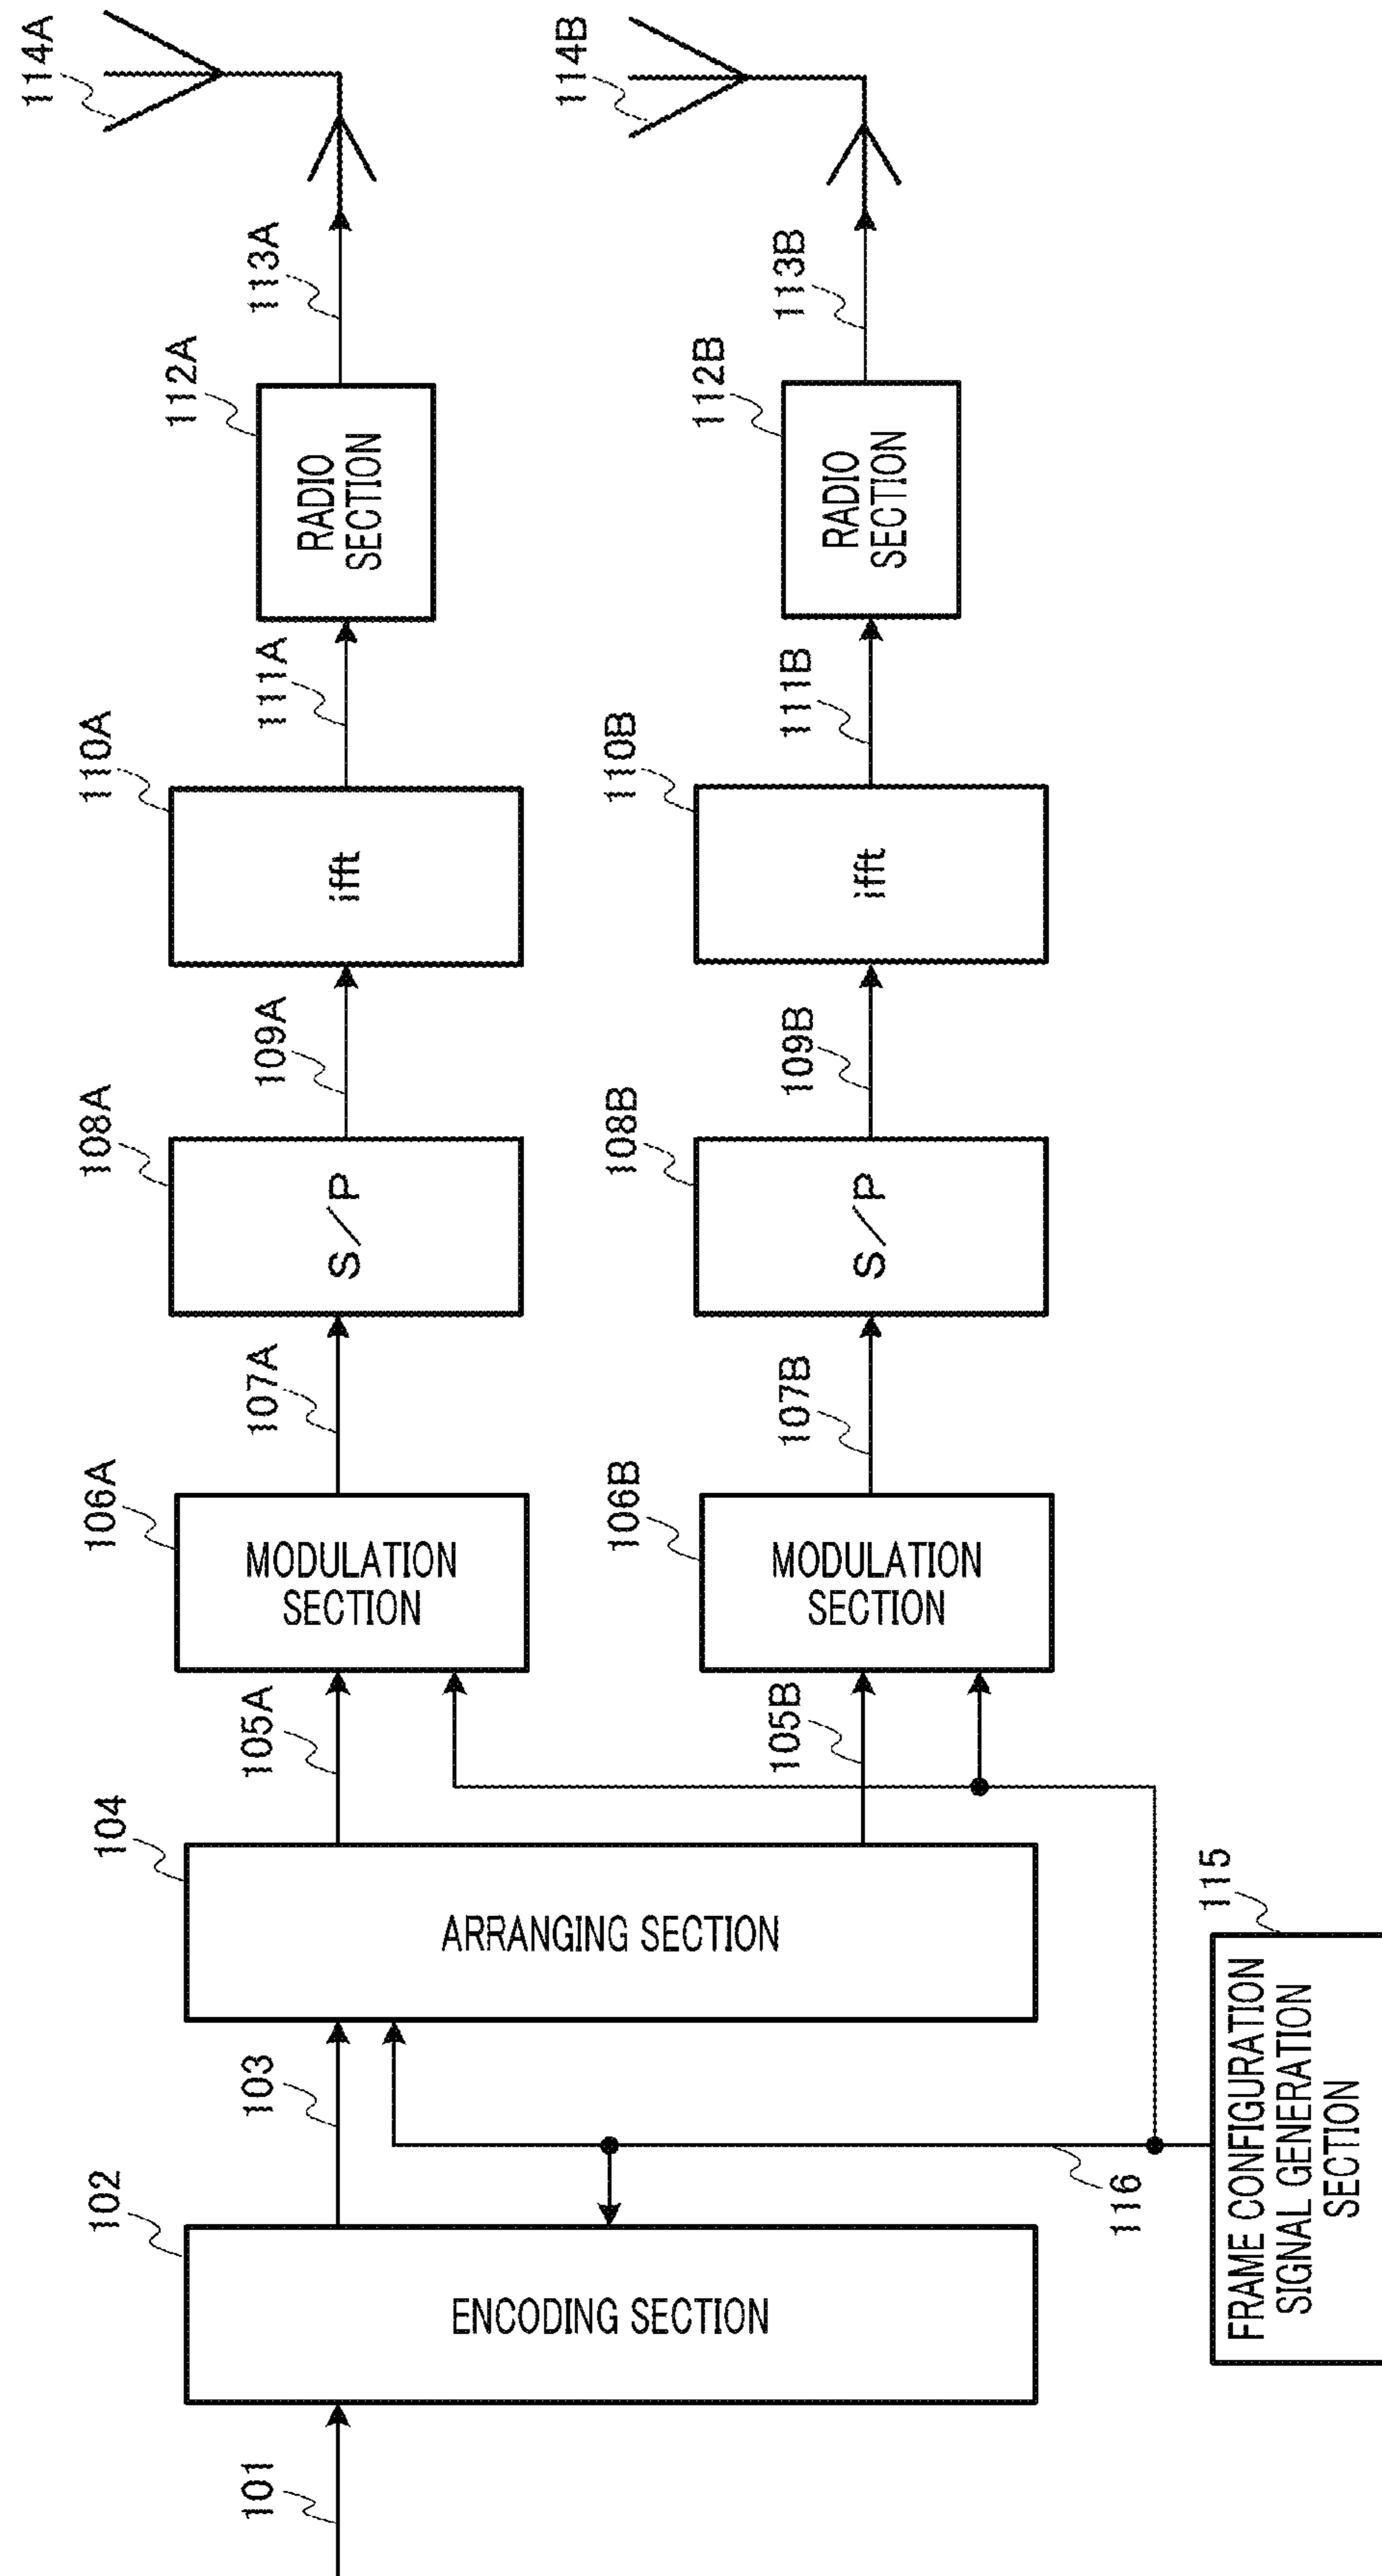 101
102
ENCODING SECTION
103
104
ARRANGING SECTION
105A
106A
MODULATION
SECTION
107A
108A
S/P
109A
110A
ifft
111A
112A
RADIO
SECTION
113A
114A
105B
106B
MODULATION
SECTION
107B
108B
S/P
109B
110B
ifft
111B
112B
RADIO
SECTION
113B
114B
116
115
FRAME CONFIGURATION
SIGNAL GENERATION
SECTION